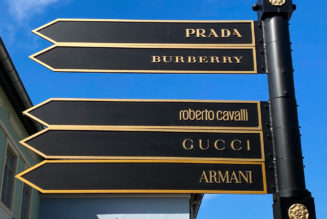 PRADA
BURBERRY
roberto cavalli
GUCCI
ARMANI